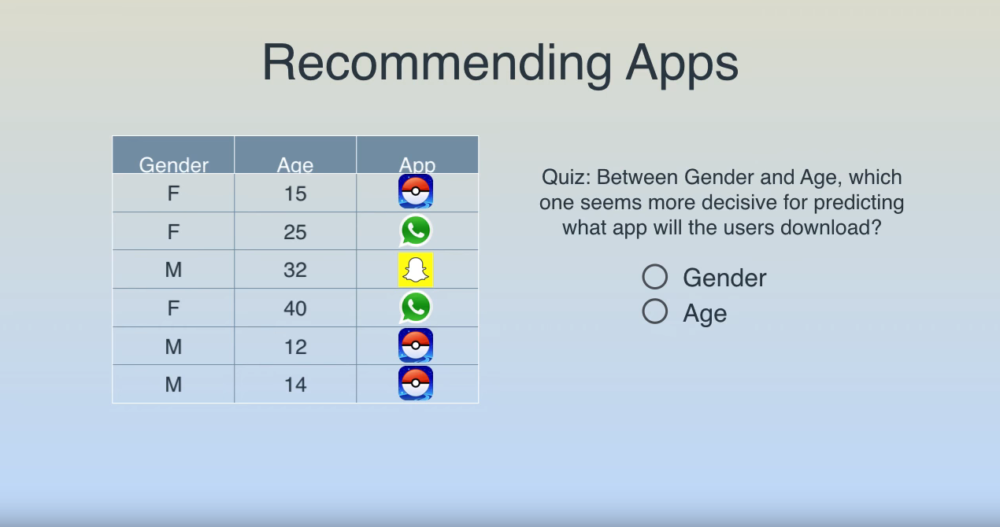 Recommending Apps
Gender Age App
F 15
F 25
M 32
F 40
M 12
M 14
Quiz: Between Gender and Age, which
one seems more decisive for predicting
what app will the users download?
Gender
Age